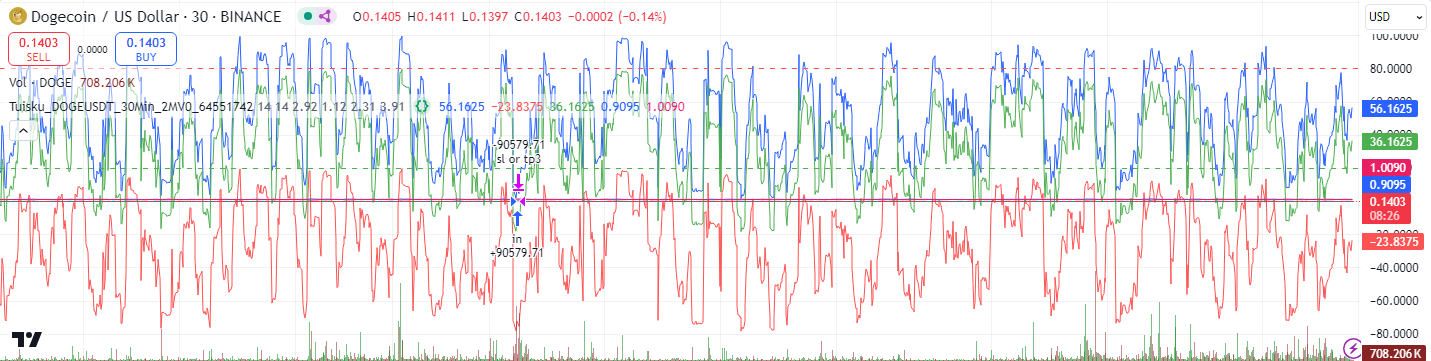 Dogecoin / US Dollar · 30 · BINANCE O0.1405 H0.1411 L0.1397 C0.1403 −0.0002 (−0.14%)
USD
0.1403 0.0000 0.1403
SELL BUY
Vol · DOGE 708.206 K
Tuisku_DOGEUSDT_30Min_2MV0_64551742 14 14 2.92 1.12 2.31 3.91 56.1625 −23.8375 36.1625 0.9095 1.0090
-90579.71
sl or tp3
in
+90579.71
100.0000
80.0000
56.1625
36.1625
1.0090
0.9095
0.1403
08:26
−23.8375
−40.0000
−60.0000
−80.0000
708.206 K